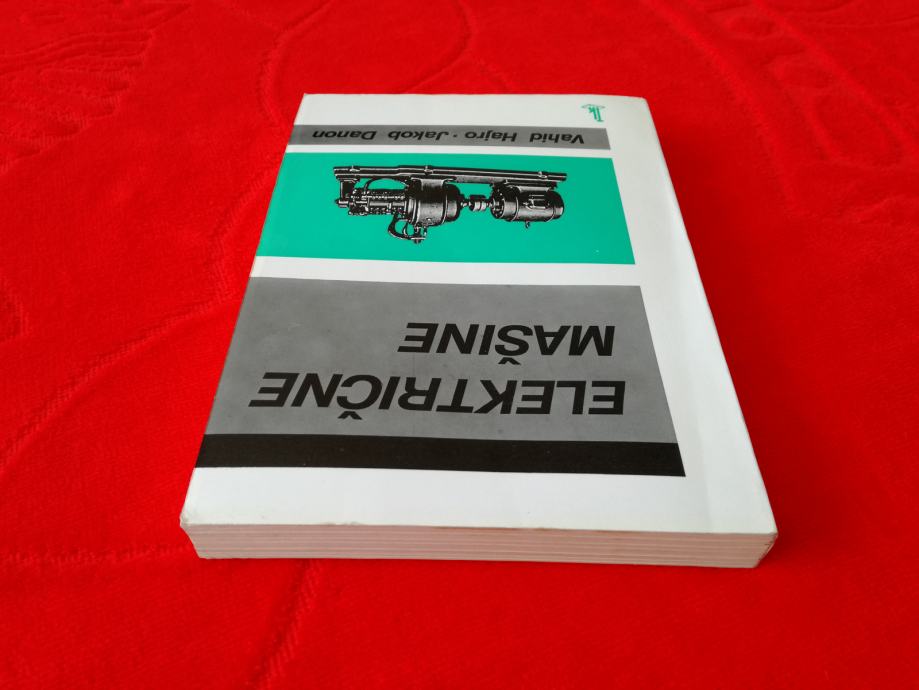 ELEKTRIČNE
MAŠINE
Vahid Hajro · Jakob Danon